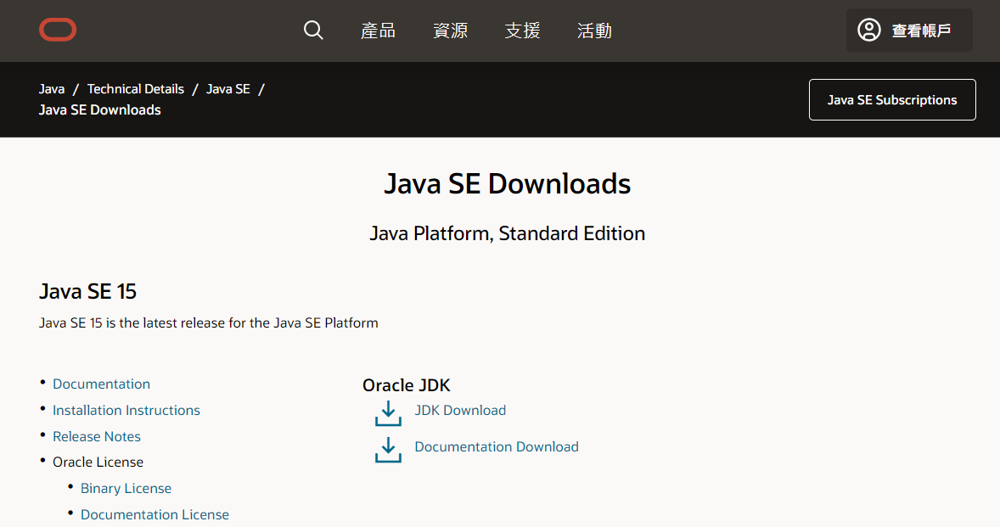 產品 資源 支援 活動 查看帳戶
Java / Technical Details / Java SE /
Java SE Downloads
Java SE Subscriptions
Java SE Downloads
Java Platform, Standard Edition
Java SE 15
Java SE 15 is the latest release for the Java SE Platform
• Documentation
• Installation Instructions
• Release Notes
• Oracle License
• Binary License
• Documentation License
Oracle JDK
JDK Download
Documentation Download